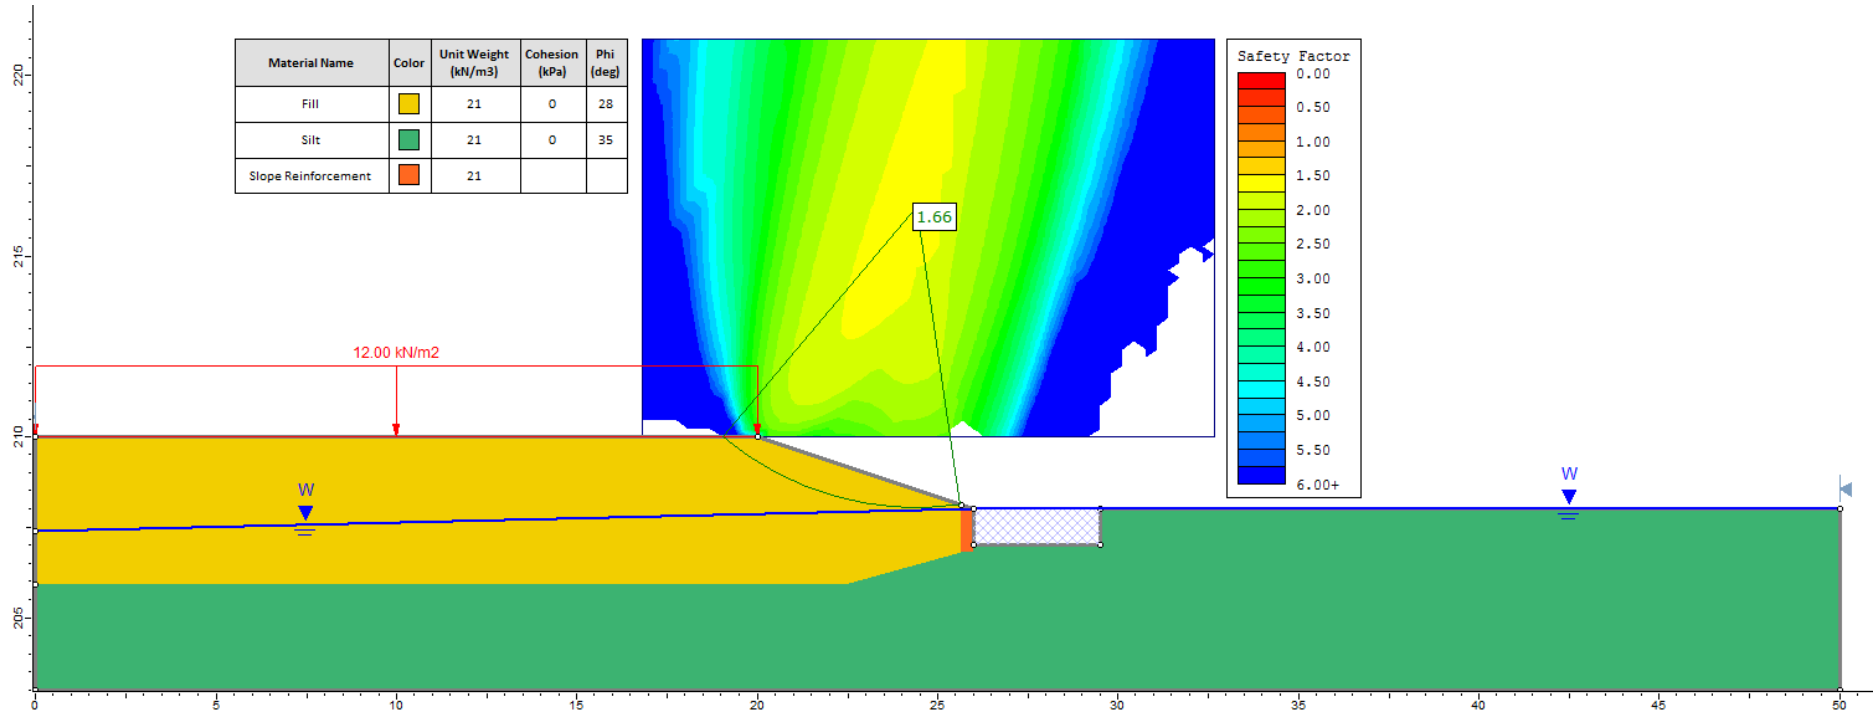 Material Name Color Unit Weight (kN/m3) Cohesion (kPa) Phi (deg)
Fill 21 0 28
Silt 21 0 35
Slope Reinforcement 21
Safety Factor
0.00
0.50
1.00
1.50
2.00
2.50
3.00
3.50
4.00
4.50
5.00
5.50
6.00+
1.66
12.00 kN/m2
W
W
220
215
210
205
0 5 10 15 20 25 30 35 40 45 50